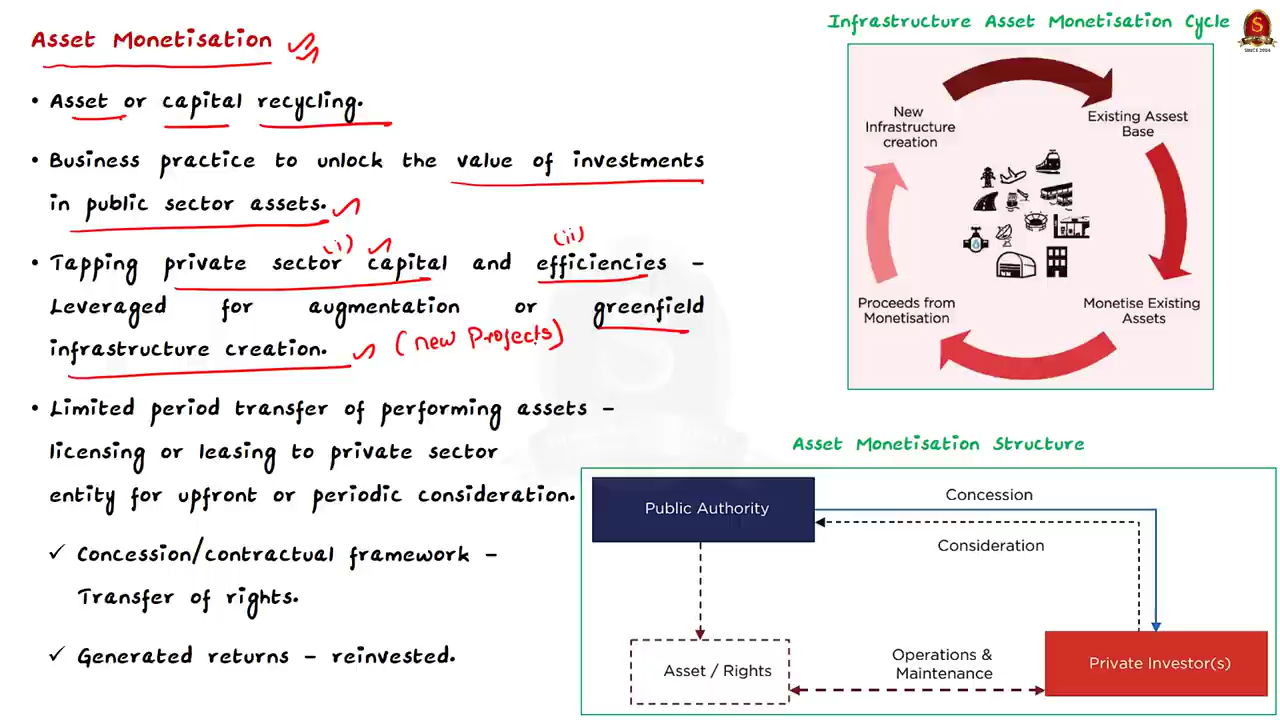 Asset Monetisation
• Asset or capital recycling.
• Business practice to unlock the value of investments
in public sector assets.
(i) (ii)
• Tapping private sector capital and efficiencies –
Leveraged for augmentation or greenfield
infrastructure creation. (new Projects)
• Limited period transfer of performing assets –
licensing or leasing to private sector
entity for upfront or periodic consideration.
✓ Concession/contractual framework –
Transfer of rights.
✓ Generated returns – reinvested.
Infrastructure Asset Monetisation Cycle
S
SINCE 2004
New
Infrastructure
creation
Existing Assest
Base
Monetise Existing
Assets
Proceeds from
Monetisation
Asset Monetisation Structure
Public Authority
Concession
Consideration
Asset / Rights
Operations &
Maintenance
Private Investor(s)